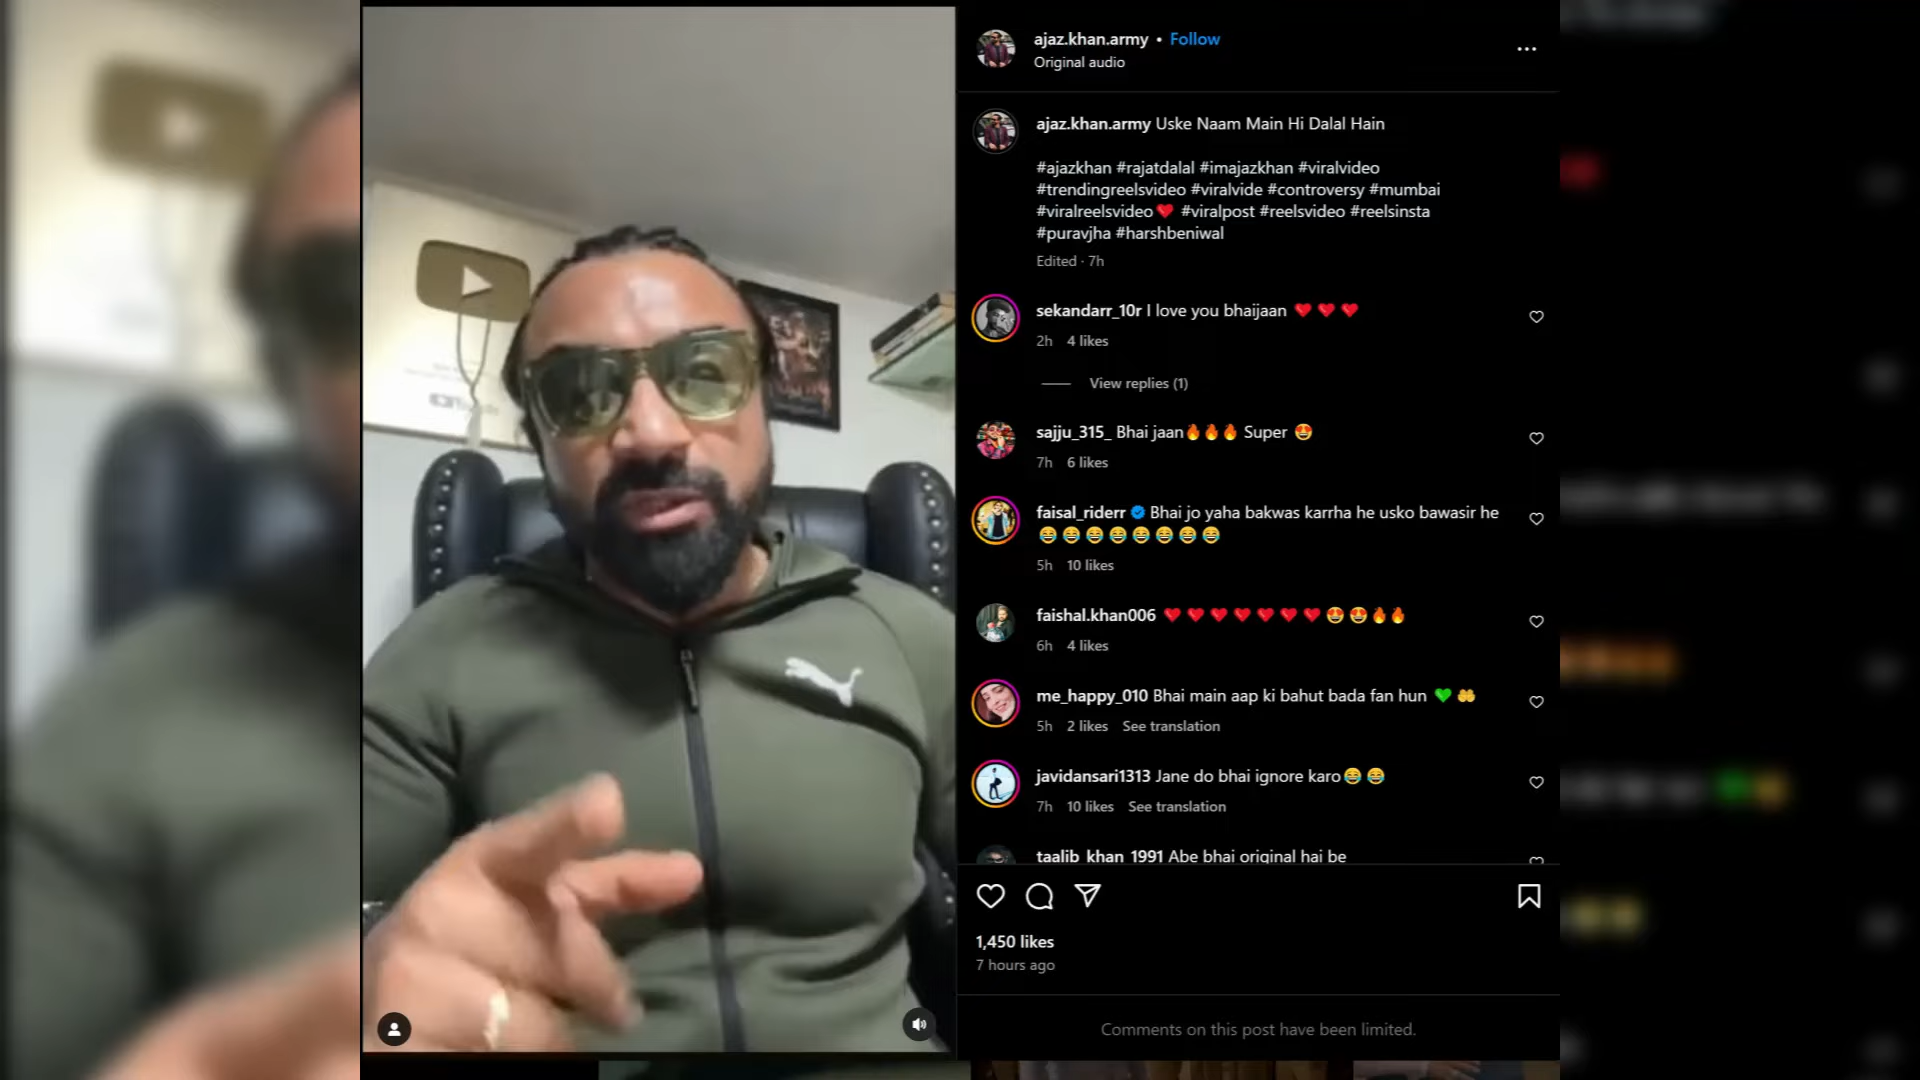 ajaz.khan.army • Follow
Original audio
ajaz.khan.army Uske Naam Main Hi Dalal Hain
#ajazkhan #rajatdalal #imajazkhan #viralvideo
#trendingreelsvideo #viralvide #controversy #mumbai
#viralreelsvideo❤️ #viralpost #reelsvideo #reelsinsta
#puravjha #harshbeniwal
Edited · 7h
sekandarr_10r I love you bhaijaan ❤️ ❤️ ❤️
2h 4 likes
View replies (1)
sajju_315_ Bhai jaan🔥🔥🔥 Super 😍
7h 6 likes
faisal_riderr Bhai jo yaha bakwas karrha he usko bawasir he
😂😂😂😂😂😂😂😂
5h 10 likes
faishal.khan006 ❤️❤️❤️❤️❤️❤️❤️😍😍🔥🔥
6h 4 likes
me_happy_010 Bhai main aap ki bahut bada fan hun 💚 🤲
5h 2 likes See translation
javidansari1313 Jane do bhai ignore karo😂 😂
7h 10 likes See translation
taalib_khan_1991 Abe bhai original hai be
1,450 likes
7 hours ago
Comments on this post have been limited.